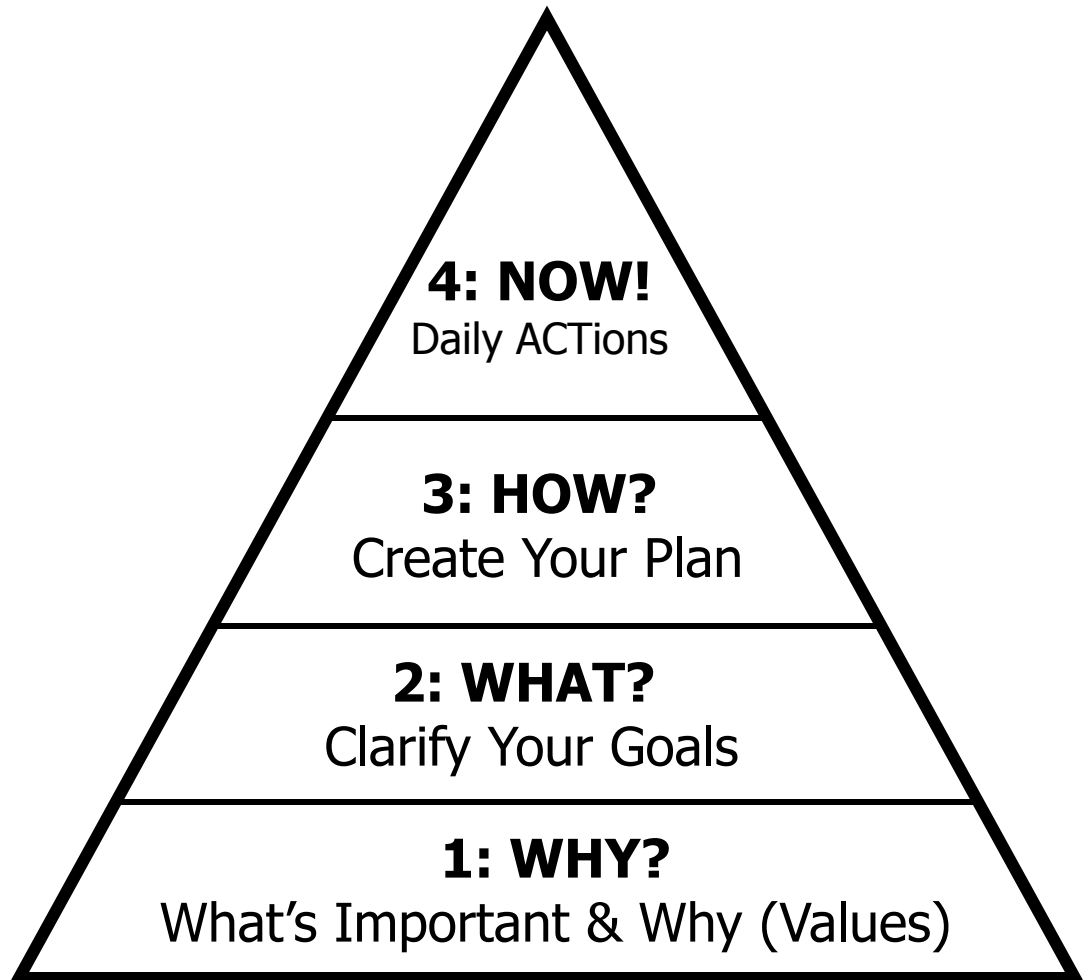 4: NOW!
Daily ACTions
3: HOW?
Create Your Plan
2: WHAT?
Clarify Your Goals
1: WHY?
What’s Important & Why (Values)